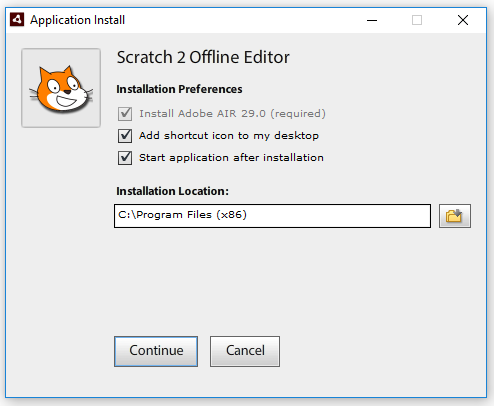 Application Install
Scratch 2 Offline Editor
Installation Preferences
Install Adobe AIR 29.0 (required)
Add shortcut icon to my desktop
Start application after installation
Installation Location:
C:\Program Files (x86)
Continue
Cancel